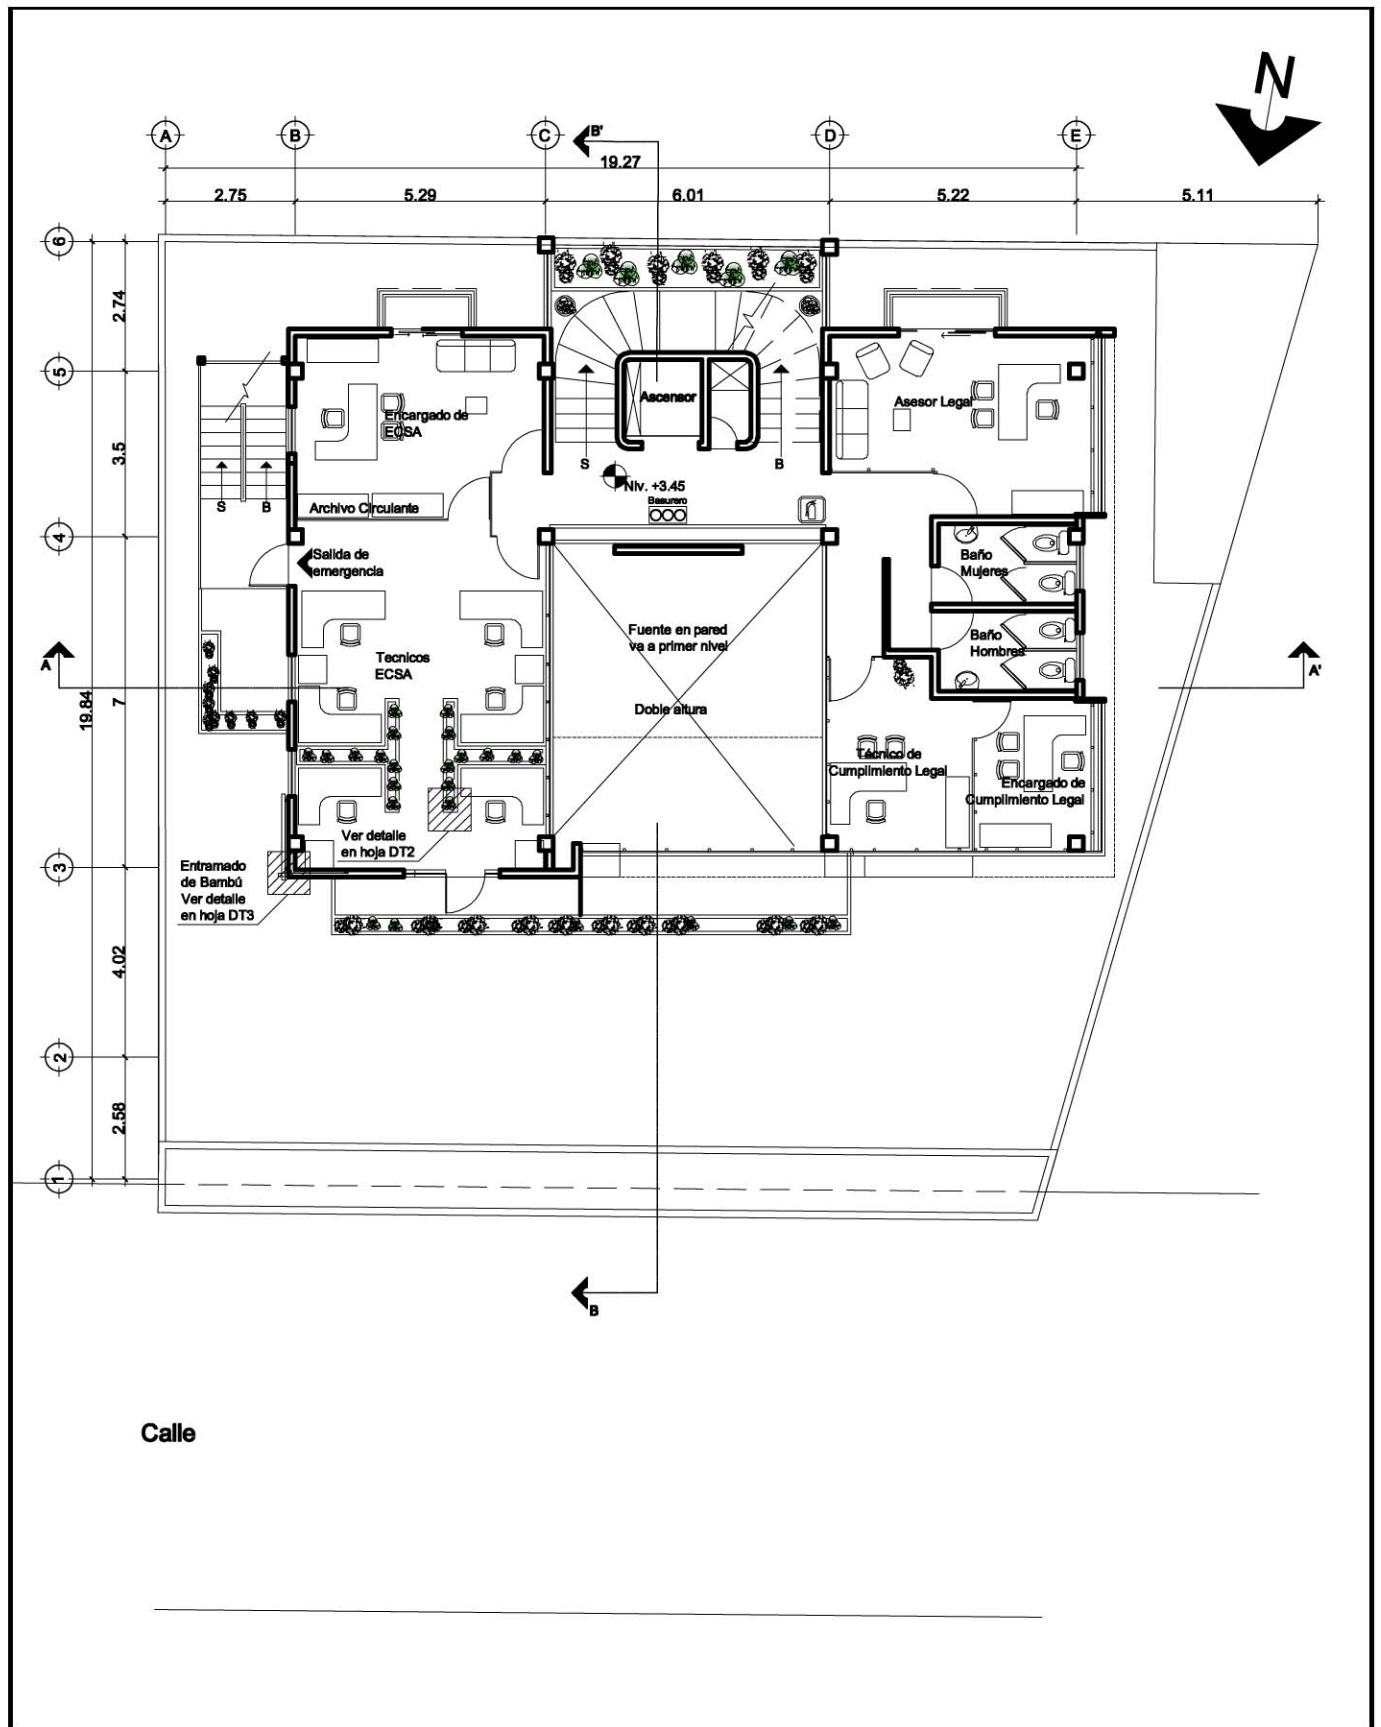 N
A
B
C
D
E
B'
19.27
2.75
5.29
6.01
5.22
5.11
6
5
4
3
2
1
2.74
3.5
7
4.02
2.58
19.84
Encargado de
ECSA
Archivo Circulante
Ascensor
Asesor Legal
S
B
S
B
Niv. +3.45
Basurero
Salida de
emergencia
Baño
Mujeres
Baño
Hombres
Fuente en pared
va a primer nivel
Doble altura
Tecnicos
ECSA
A
A'
Técnico de
Cumplimiento Legal
Encargado de
Cumplimiento Legal
Ver detalle
en hoja DT2
Entramado
de Bambú
Ver detalle
en hoja DT3
B
Calle